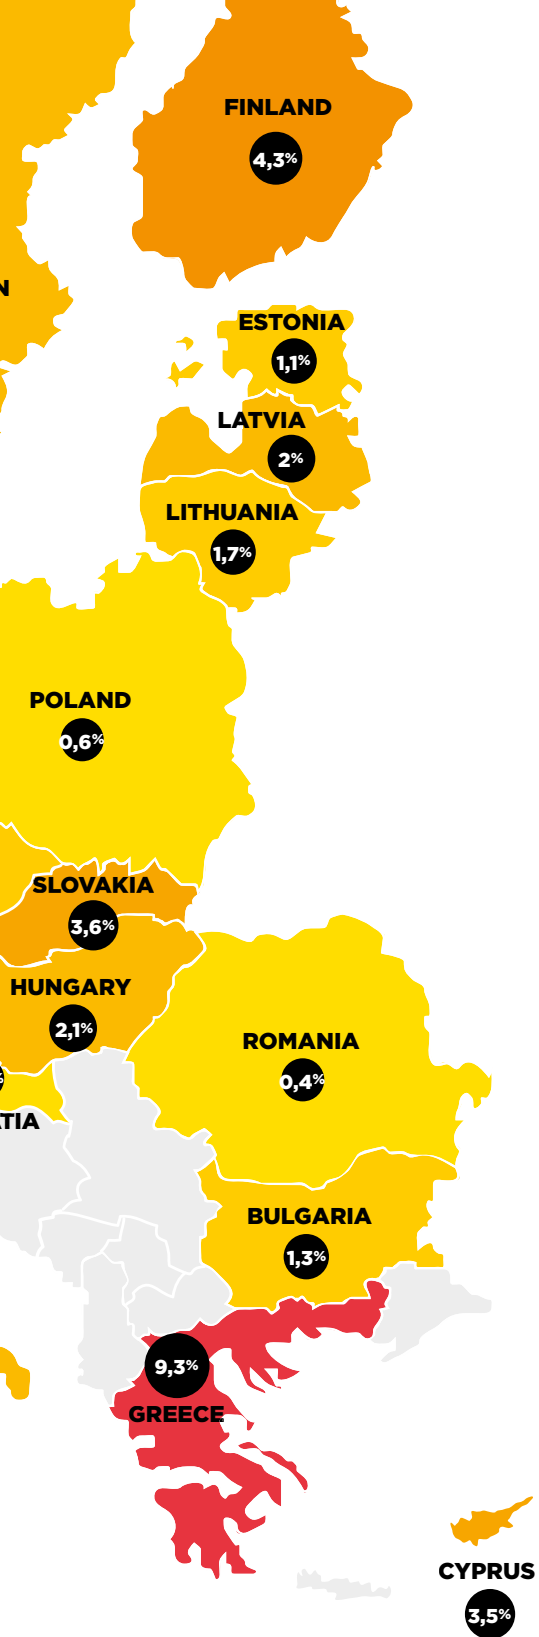 FINLAND
4,3%
N
ESTONIA
1,1%
LATVIA
2%
LITHUANIA
1,7%
POLAND
0,6%
SLOVAKIA
3,6%
HUNGARY
2,1%
ROMANIA
0,4%
%
TIA
BULGARIA
1,3%
9,3%
GREECE
CYPRUS
3,5%